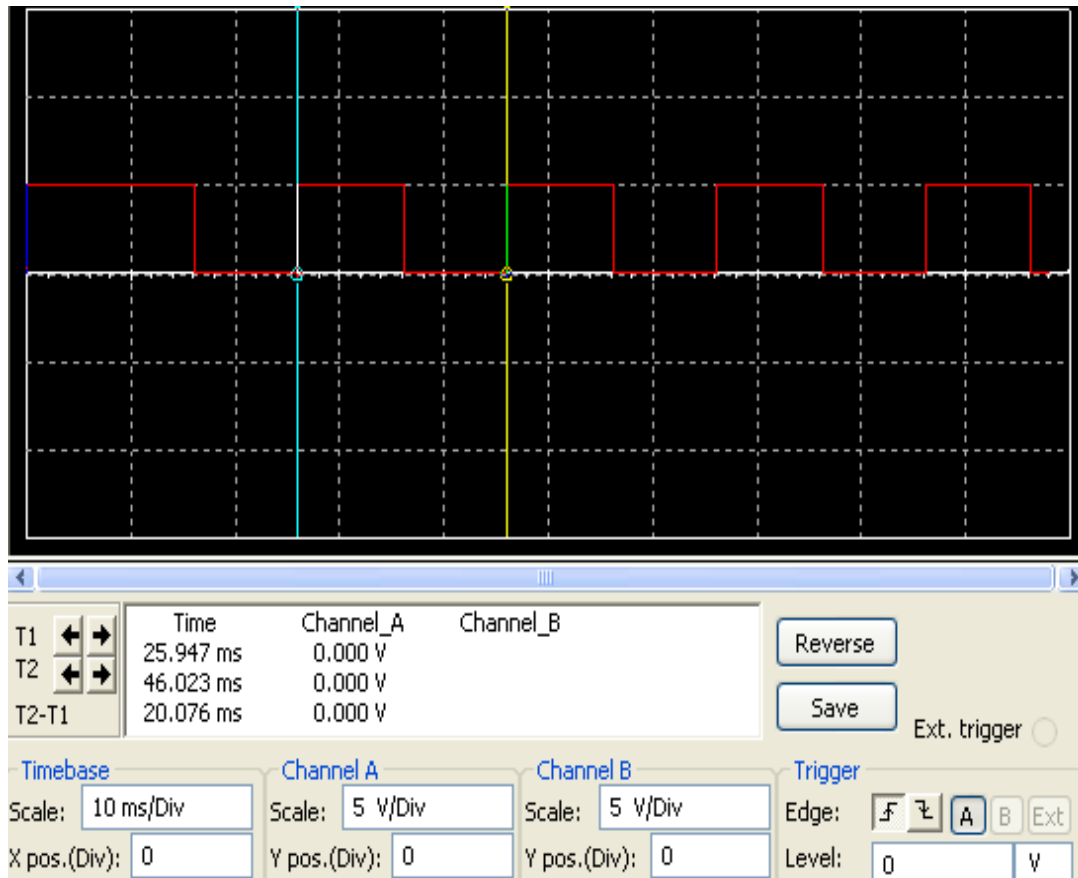 Time Channel_A Channel_B
T1 25.947 ms 0.000 V
T2 46.023 ms 0.000 V
T2-T1 20.076 ms 0.000 V
Reverse
Save
Ext. trigger
Timebase Channel A Channel B Trigger
Scale: 10 ms/Div Scale: 5 V/Div Scale: 5 V/Div Edge: A B Ext
X pos.(Div): 0 Y pos.(Div): 0 Y pos.(Div): 0 Level: 0 V